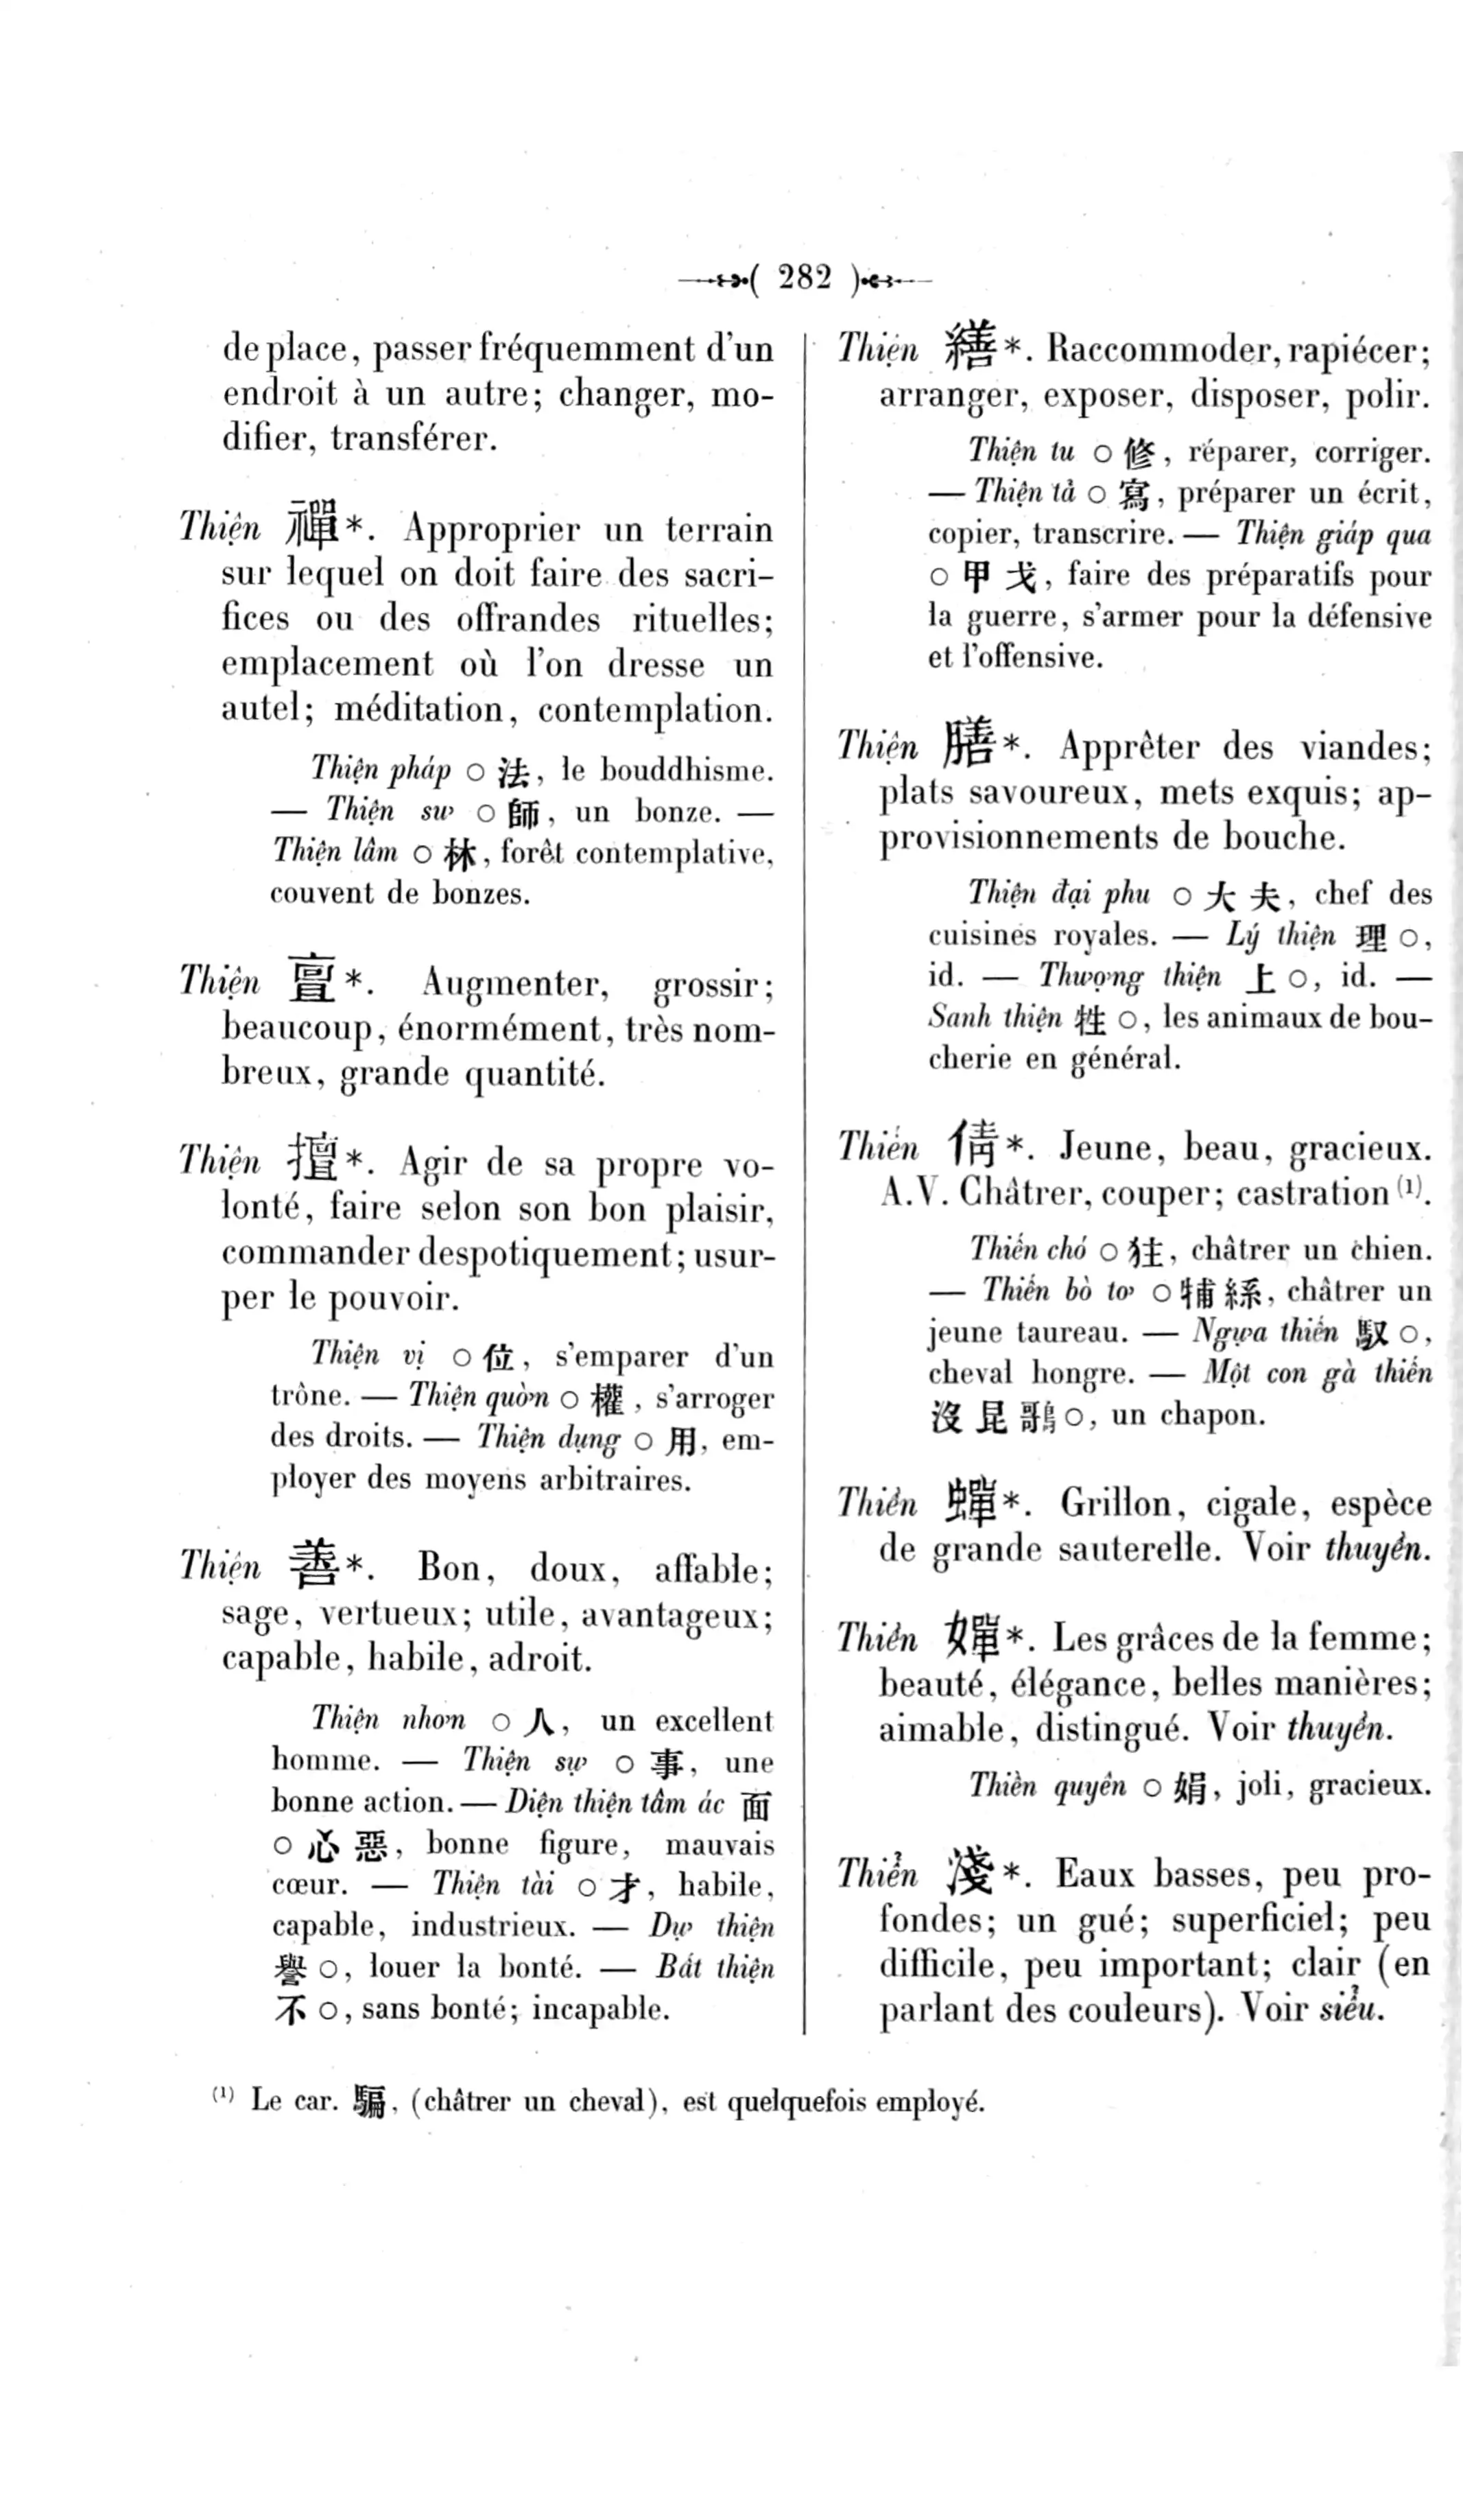 ( 282 )
de place, passer fréquemment d'un
endroit à un autre; changer, mo-
difier, transférer.
Thiện 禪*. Approprier un terrain
sur lequel on doit faire des sacri-
fices ou des offrandes rituelles;
emplacement où l'on dresse un
autel; méditation, contemplation.
Thiện pháp ○ 法, le bouddhisme.
— Thiện sư ○ 師, un bonze. —
Thiện lâm ○ 林, forêt contemplative,
couvent de bonzes.
Thiện 亶*. Augmenter, grossir;
beaucoup, énormément, très nom-
breux, grande quantité.
Thiện 擅*. Agir de sa propre vo-
lonté, faire selon son bon plaisir,
commander despotiquement; usur-
per le pouvoir.
Thiện vị ○ 位, s'emparer d'un
trône. — Thiện quờn ○ 權, s'arroger
des droits. — Thiện dụng ○ 用, em-
ployer des moyens arbitraires.
Thiện 善*. Bon, doux, affable;
sage, vertueux; utile, avantageux;
capable, habile, adroit.
Thiện nhơn ○ 人, un excellent
homme. — Thiện sự ○ 事, une
bonne action. — Diện thiện tâm ác 面
○ 心 惡, bonne figure, mauvais
cœur. — Thiện tài ○ 才, habile,
capable, industrieux. — Dự thiện
譽 ○, louer la bonté. — Bất thiện
不 ○, sans bonté; incapable.
Thiện 繕*. Raccommoder, rapiécer;
arranger, exposer, disposer, polir.
Thiện tu ○ 修, réparer, corriger.
— Thiện tả ○ 寫, préparer un écrit,
copier, transcrire. — Thiện giáp qua
○ 甲 戈, faire des préparatifs pour
la guerre, s'armer pour la défensive
et l'offensive.
Thiện 膳*. Apprêter des viandes;
plats savoureux, mets exquis; ap-
provisionnements de bouche.
Thiện đại phu ○ 大 夫, chef des
cuisines royales. — Lý thiện 理 ○,
id. — Thượng thiện 上 ○, id. —
Sanh thiện 牲 ○, les animaux de bou-
cherie en général.
Thiến 倩*. Jeune, beau, gracieux.
A.V. Châtrer, couper; castration (1).
Thiến chó ○ 㹥, châtrer un chien.
— Thiến bò tơ ○ 犕 絲, châtrer un
jeune taureau. — Ngựa thiến 馭 ○,
cheval hongre. — Một con gà thiến
沒 昆 鵶 ○, un chapon.
Thiền 蟬*. Grillon, cigale, espèce
de grande sauterelle. Voir thuyền.
Thiền 嬋*. Les grâces de la femme;
beauté, élégance, belles manières;
aimable, distingué. Voir thuyền.
Thiền quyên ○ 娟, joli, gracieux.
Thiển 淺*. Eaux basses, peu pro-
fondes; un gué; superficiel; peu
difficile, peu important; clair (en
parlant des couleurs). Voir siểu.
(1) Le car. 騸, (châtrer un cheval), est quelquefois employé.